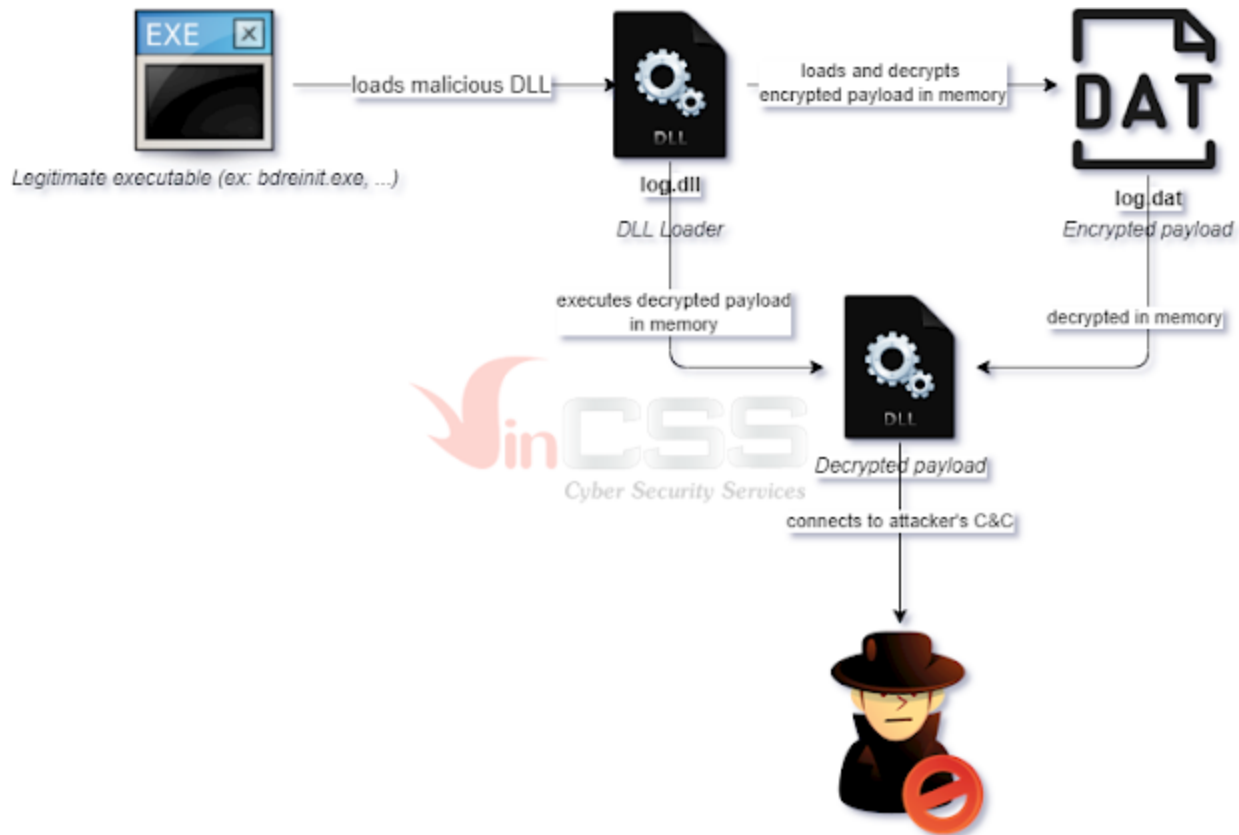 EXE
loads malicious DLL
DLL
loads and decrypts
encrypted payload in memory
DAT
Legitimate executable (ex: bdreinit.exe, ...)
log.dll
DLL Loader
log.dat
Encrypted payload
executes decrypted payload
in memory
decrypted in memory
DLL
VinCSS
Cyber Security Services
Decrypted payload
connects to attacker's C&C